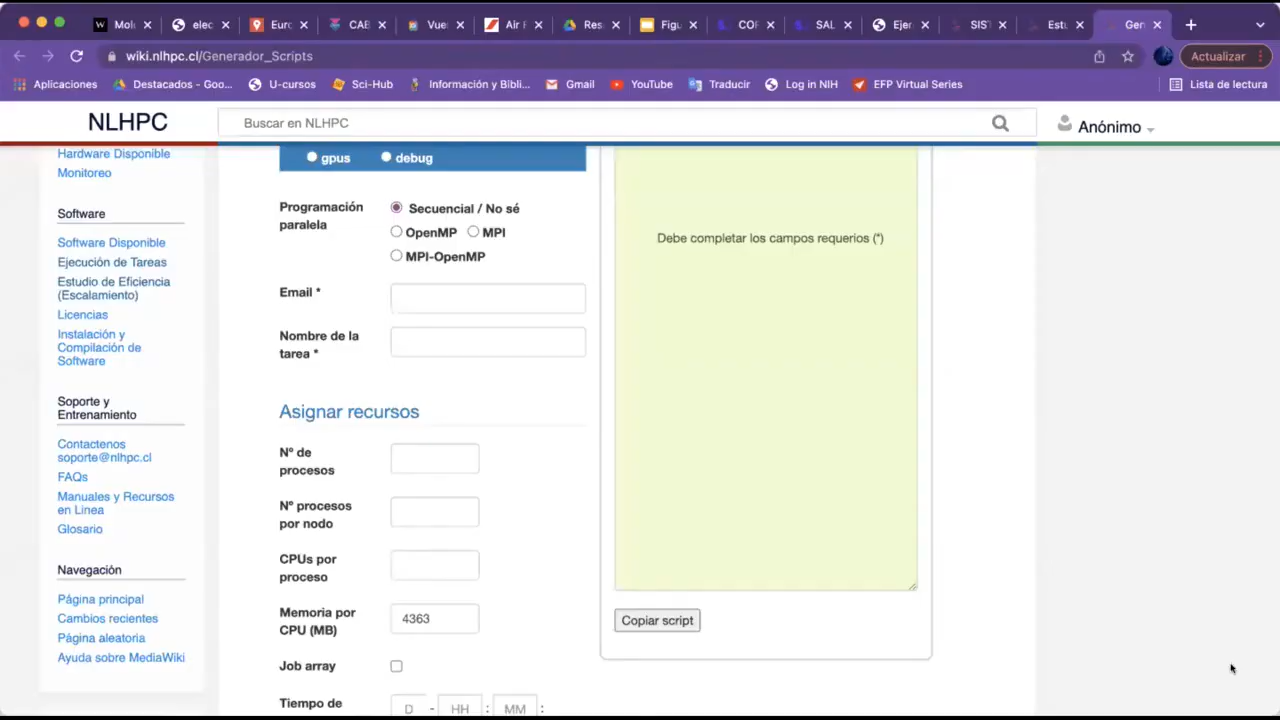 Molé
elec
Euro
CAB
Vuel
Air F
Res
Figu
COF
SAL
Ejer
SIST
Estu
Gen
wiki.nlhpc.cl/Generador_Scripts
Actualizar
Aplicaciones
Destacados - Goo...
U-cursos
Sci-Hub
Información y Bibli...
Gmail
YouTube
Traducir
Log in NIH
EFP Virtual Series
Lista de lectura
NLHPC
Buscar en NLHPC
Anónimo
Hardware Disponible
Monitoreo
Software
Software Disponible
Ejecución de Tareas
Estudio de Eficiencia
(Escalamiento)
Licencias
Instalación y
Compilación de
Software
Soporte y
Entrenamiento
Contactenos
soporte@nlhpc.cl
FAQs
Manuales y Recursos
en Linea
Glosario
Navegación
Página principal
Cambios recientes
Página aleatoria
Ayuda sobre MediaWiki
gpus debug
Programación
paralela
Secuencial / No sé
OpenMP MPI
MPI-OpenMP
Email *
Nombre de la
tarea *
Asignar recursos
Nº de
procesos
Nº procesos
por nodo
CPUs por
proceso
Memoria por
CPU (MB)
4363
Job array
Tiempo de
D - HH : MM :
Debe completar los campos requerios (*)
Copiar script